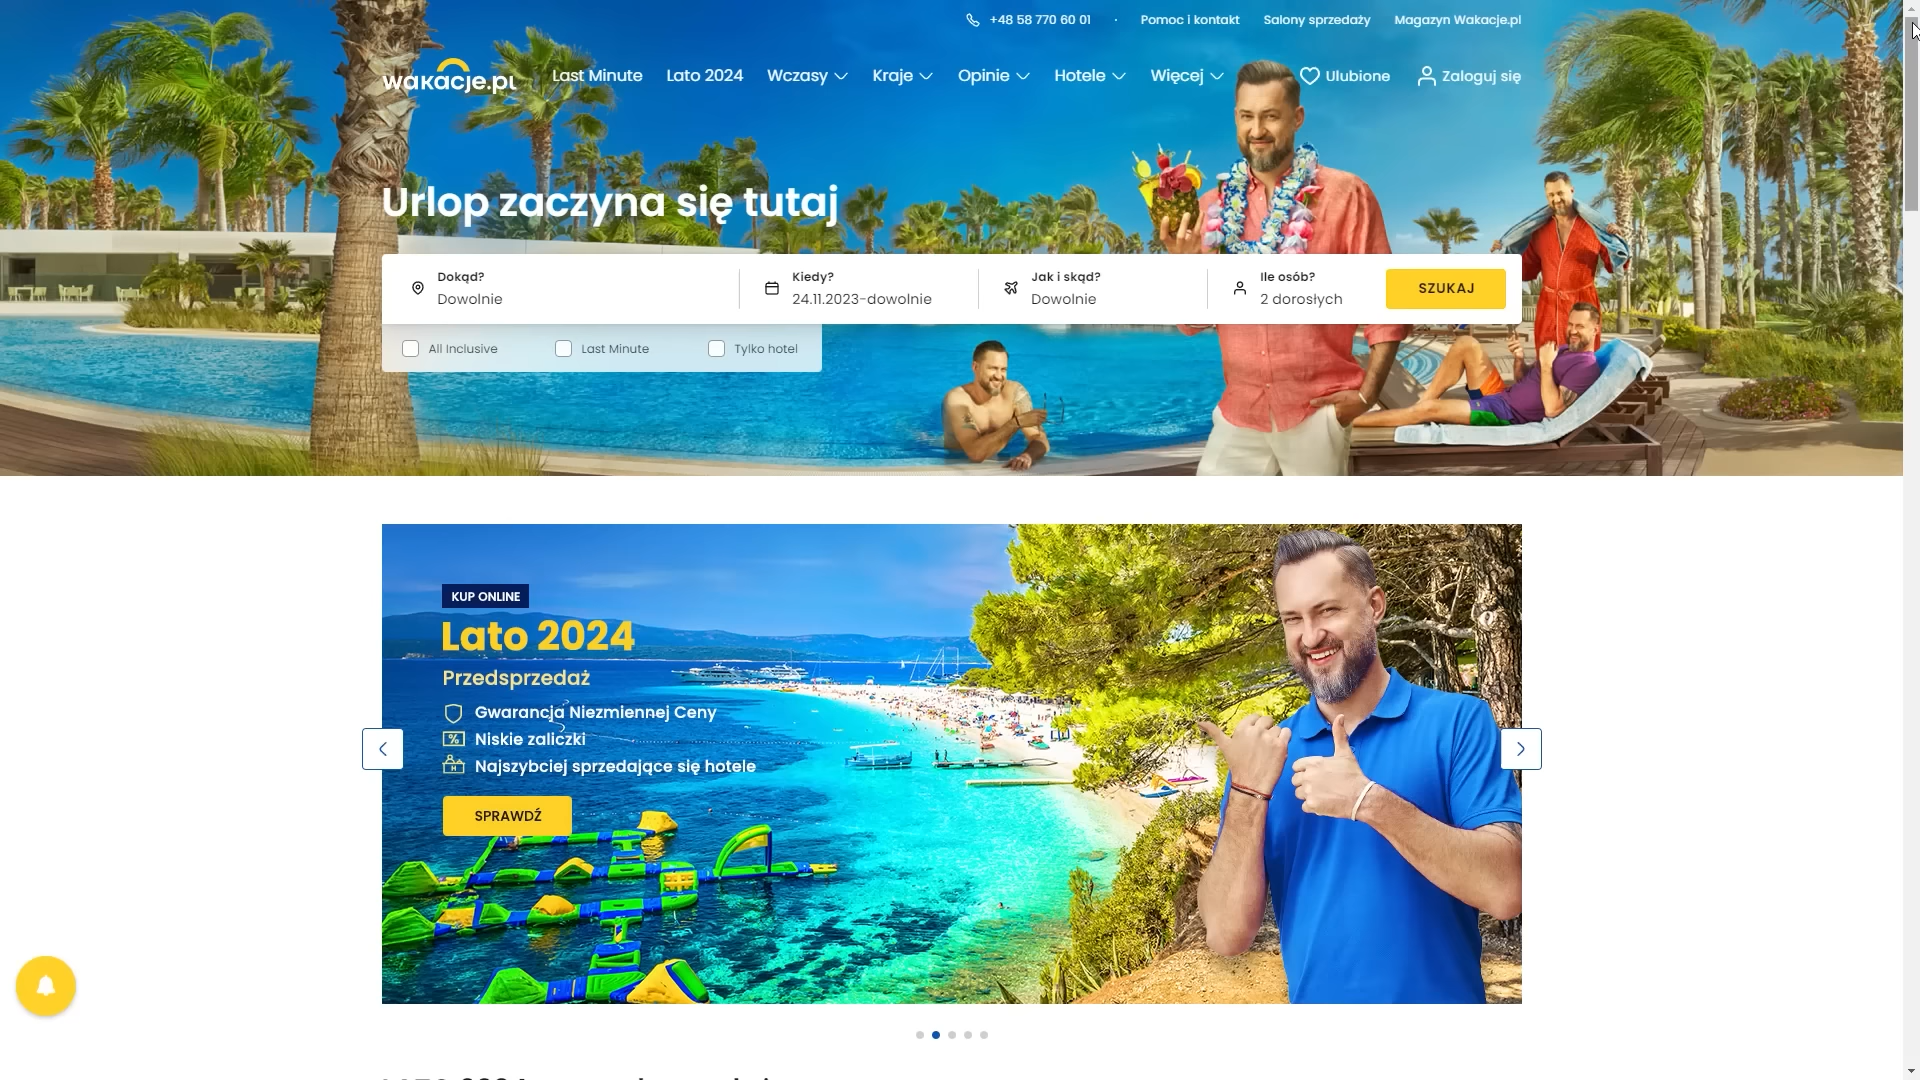 +48 58 770 60 01 · Pomoc i kontakt Salony sprzedaży Magazyn Wakacje.pl
wakacje.pl Last Minute Lato 2024 Wczasy Kraje Opinie Hotele Więcej Ulubione Zaloguj się
Urlop zaczyna się tutaj
Dokąd? Kiedy? Jak i skąd? Ile osób?
Dowolnie 24.11.2023-dowolnie Dowolnie 2 dorosłych SZUKAJ
All Inclusive Last Minute Tylko hotel
KUP ONLINE
Lato 2024
Przedsprzedaż
Gwarancja Niezmiennej Ceny
Niskie zaliczki
Najszybciej sprzedające się hotele
SPRAWDŹ